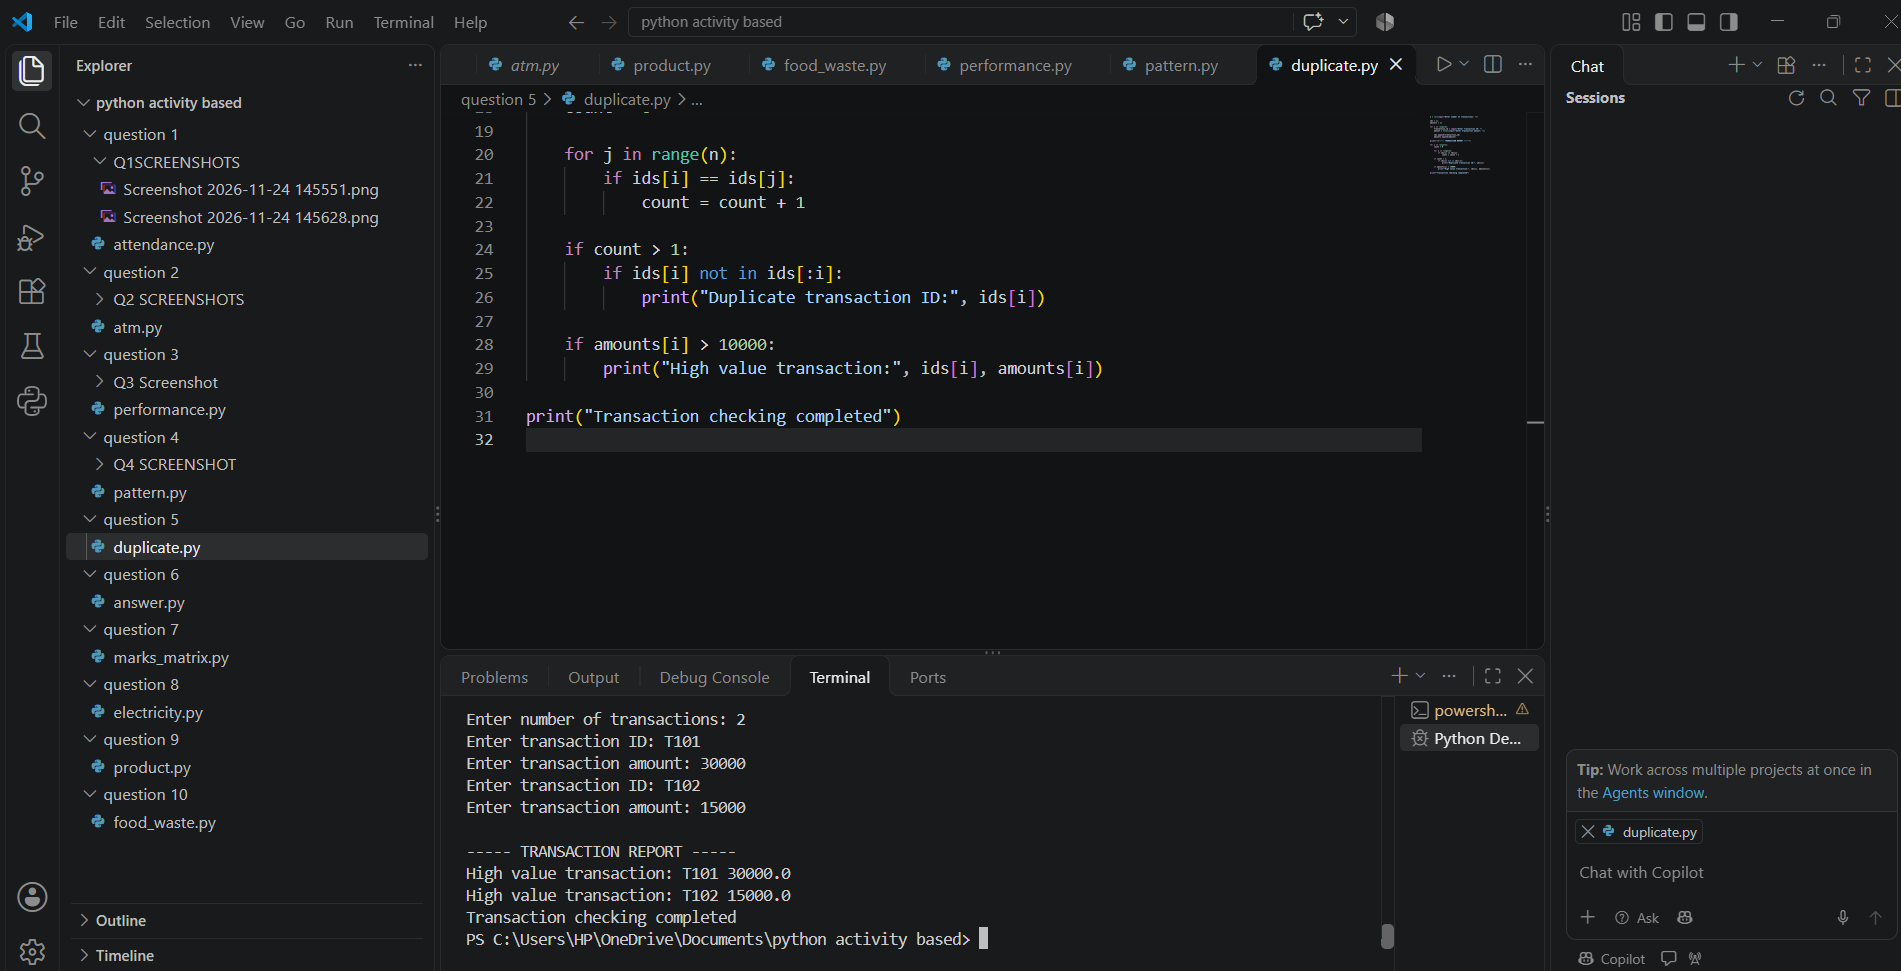 File Edit Selection View Go Run Terminal Help
python activity based
Explorer
python activity based
question 1
Q1SCREENSHOTS
Screenshot 2026-11-24 145551.png
Screenshot 2026-11-24 145628.png
attendance.py
question 2
Q2 SCREENSHOTS
atm.py
question 3
Q3 Screenshot
performance.py
question 4
Q4 SCREENSHOT
pattern.py
question 5
duplicate.py
question 6
answer.py
question 7
marks_matrix.py
question 8
electricity.py
question 9
product.py
question 10
food_waste.py
Outline
Timeline
atm.py product.py food_waste.py performance.py pattern.py duplicate.py
question 5 > duplicate.py > ...
19
20 for j in range(n):
21 if ids[i] == ids[j]:
22 count = count + 1
23
24 if count > 1:
25 if ids[i] not in ids[:i]:
26 print("Duplicate transaction ID:", ids[i])
27
28 if amounts[i] > 10000:
29 print("High value transaction:", ids[i], amounts[i])
30
31 print("Transaction checking completed")
32
Problems Output Debug Console Terminal Ports
Enter number of transactions: 2
Enter transaction ID: T101
Enter transaction amount: 30000
Enter transaction ID: T102
Enter transaction amount: 15000
----- TRANSACTION REPORT -----
High value transaction: T101 30000.0
High value transaction: T102 15000.0
Transaction checking completed
PS C:\Users\HP\OneDrive\Documents\python activity based>
powersh...
Python De...
Chat
Sessions
Tip: Work across multiple projects at once in
the Agents window.
duplicate.py
Chat with Copilot
Ask
Copilot